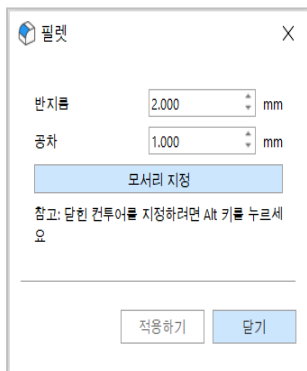 필렛
반지름 2.000 mm
공차 1.000 mm
모서리 지정
참고: 닫힌 컨투어를 지정하려면 Alt 키를 누르세
요
적용하기 닫기